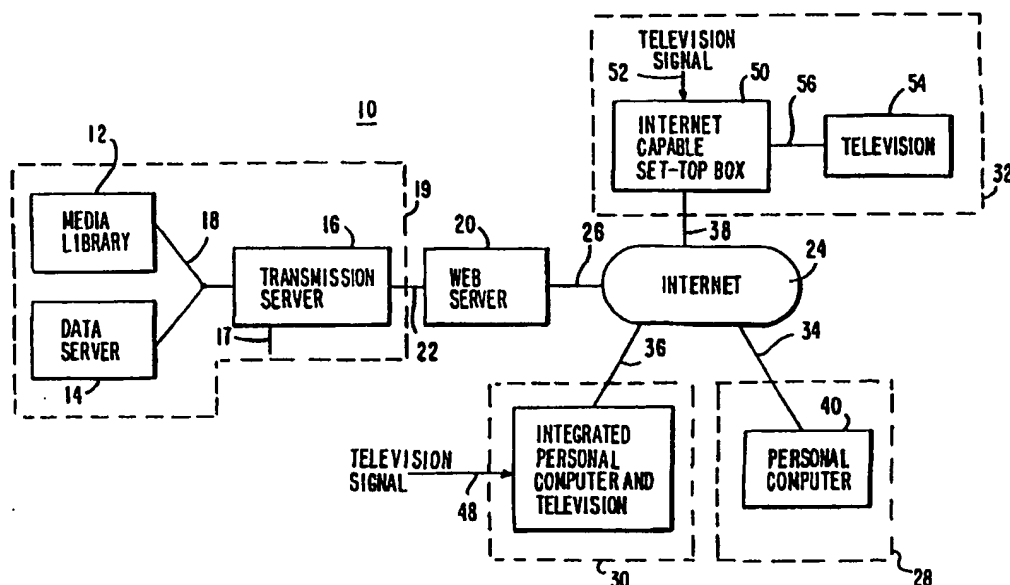 TELEVISION
SIGNAL
52
50
56
54
10
12
INTERNET
CAPABLE
SET-TOP BOX
TELEVISION
32
19
MEDIA
LIBRARY
18
16
20
38
26
24
TRANSMISSION
SERVER
WEB
SERVER
INTERNET
DATA
SERVER
17
22
14
36
34
40
INTEGRATED
PERSONAL
COMPUTER AND
TELEVISION
PERSONAL
COMPUTER
TELEVISION
SIGNAL
48
30
28